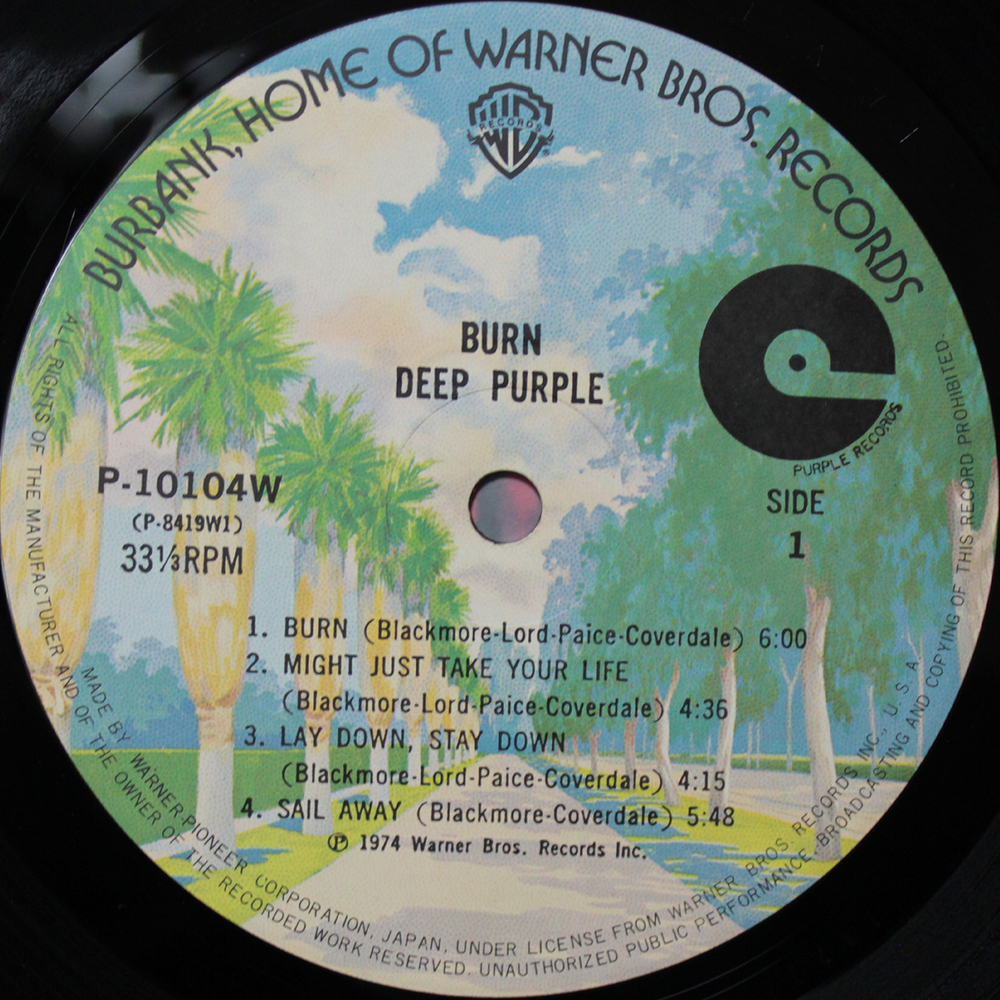 BURBANK, HOME OF WARNER BROS. RECORDS
WB
RECORDS
BURN
DEEP PURPLE
PURPLE RECORDS
P-10104W
(P-8419W1)
33⅓RPM
SIDE
1
1. BURN (Blackmore-Lord-Paice-Coverdale) 6:00
2. MIGHT JUST TAKE YOUR LIFE
(Blackmore-Lord-Paice-Coverdale) 4:36
3. LAY DOWN, STAY DOWN
(Blackmore-Lord-Paice-Coverdale) 4:15
4. SAIL AWAY (Blackmore-Coverdale) 5:48
Ⓟ 1974 Warner Bros. Records Inc.
MADE BY WARNER-PIONEER CORPORATION, JAPAN, UNDER LICENSE FROM WARNER BROS. RECORDS INC., U. S. A
ALL RIGHTS OF THE MANUFACTURER AND OF THE OWNER OF THE RECORDED WORK RESERVED. UNAUTHORIZED PUBLIC PERFORMANCE, BROADCASTING AND COPYING OF THIS RECORD PROHIBITED.